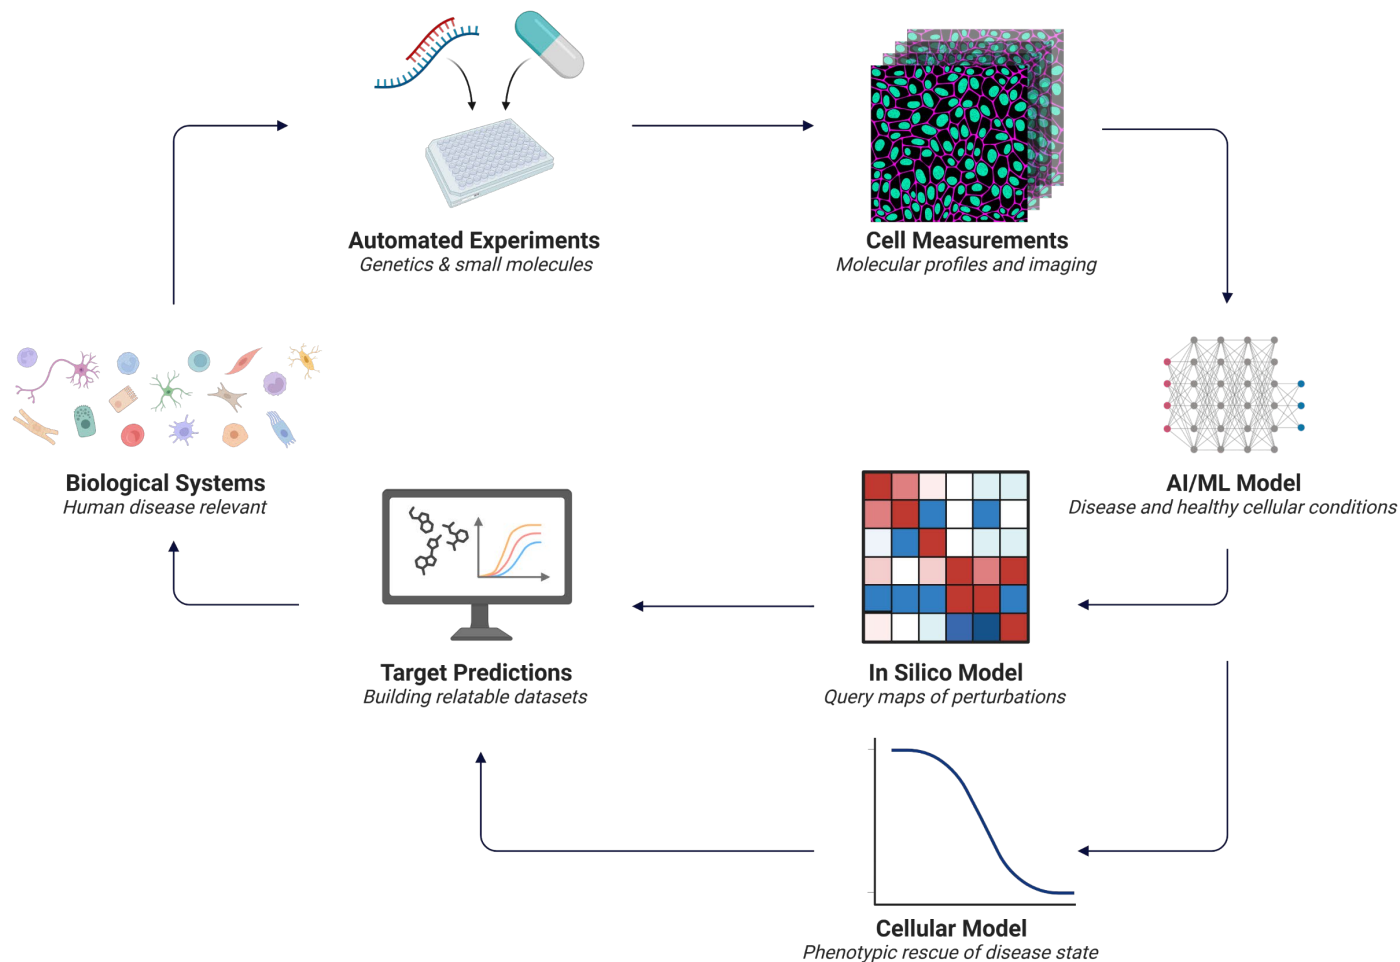 Automated Experiments
Genetics & small molecules
Cell Measurements
Molecular profiles and imaging
Biological Systems
Human disease relevant
AI/ML Model
Disease and healthy cellular conditions
Target Predictions
Building relatable datasets
In Silico Model
Query maps of perturbations
Cellular Model
Phenotypic rescue of disease state